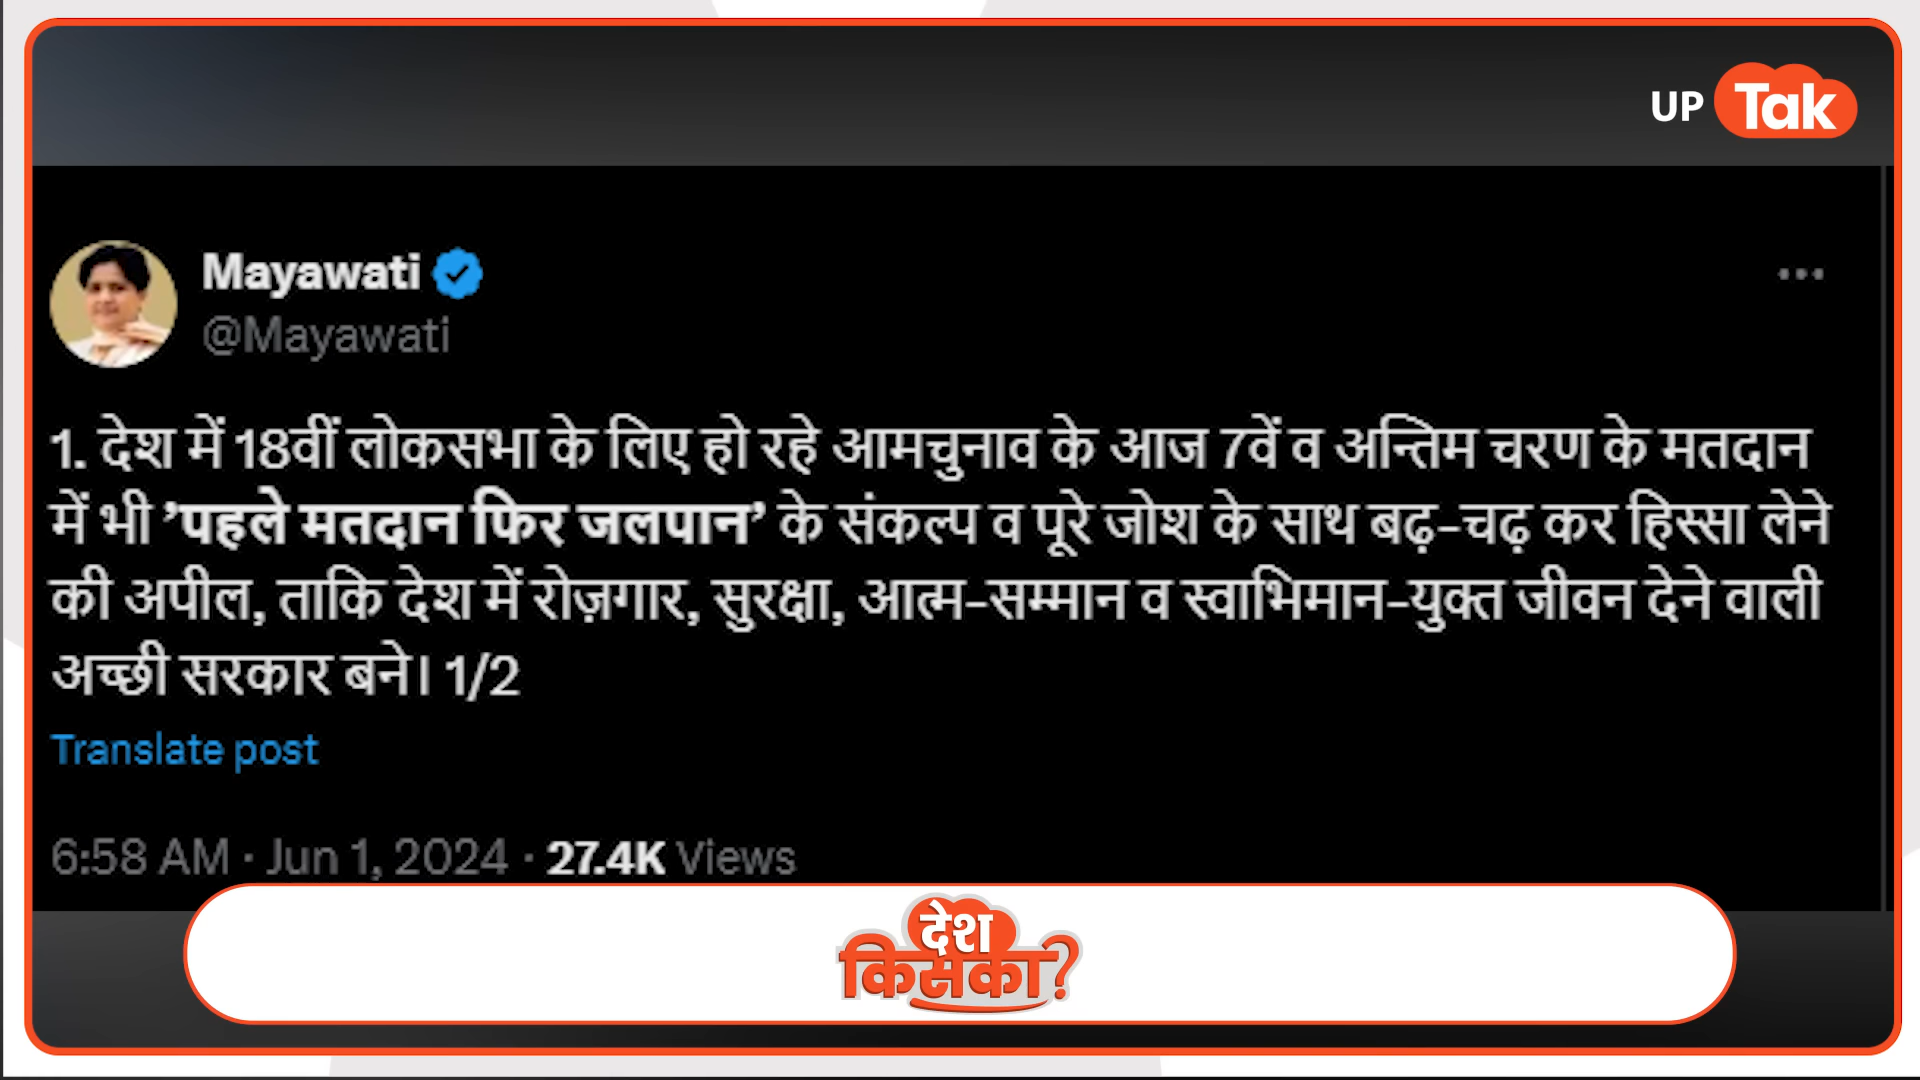 UP Tak
Mayawati
@Mayawati
1. देश में 18वीं लोकसभा के लिए हो रहे आमचुनाव के आज 7वें व अन्तिम चरण के मतदान
में भी ’पहले मतदान फिर जलपान’ के संकल्प व पूरे जोश के साथ बढ़-चढ़ कर हिस्सा लेने
की अपील, ताकि देश में रोज़गार, सुरक्षा, आत्म-सम्मान व स्वाभिमान-युक्त जीवन देने वाली
अच्छी सरकार बने। 1/2
Translate post
6:58 AM · Jun 1, 2024 · 27.4K Views
देश
किसका?